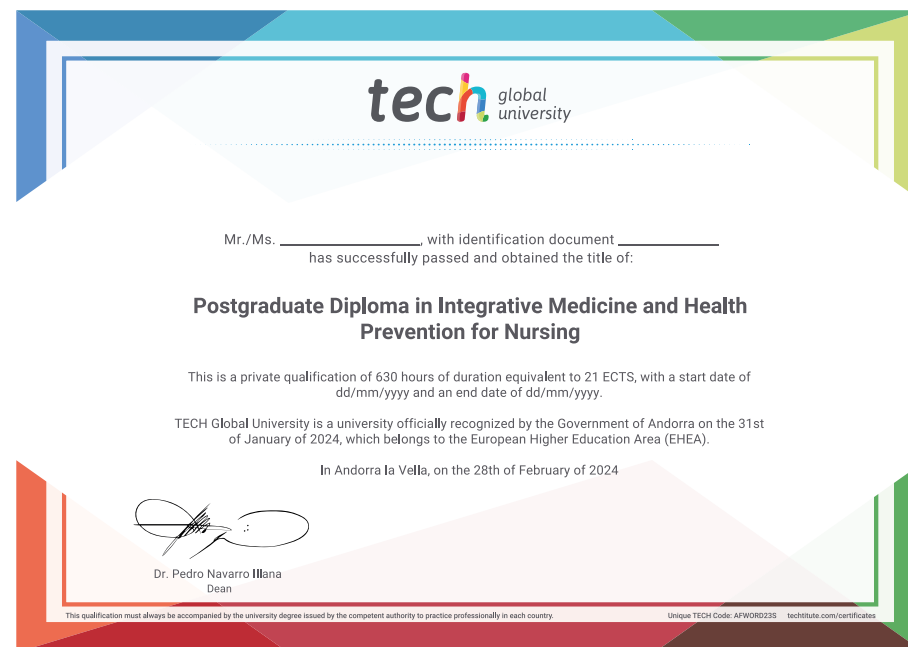 tech global university
Mr./Ms. ____________, with identification document ____________
has successfully passed and obtained the title of:
Postgraduate Diploma in Integrative Medicine and Health
Prevention for Nursing
This is a private qualification of 630 hours of duration equivalent to 21 ECTS, with a start date of
dd/mm/yyyy and an end date of dd/mm/yyyy.
TECH Global University is a university officially recognized by the Government of Andorra on the 31st
of January of 2024, which belongs to the European Higher Education Area (EHEA).
In Andorra la Vella, on the 28th of February of 2024
Dr. Pedro Navarro Illana
Dean
This qualification must always be accompanied by the university degree issued by the competent authority to practice professionally in each country.
Unique TECH Code: AFWORD23S techtitute.com/certificates